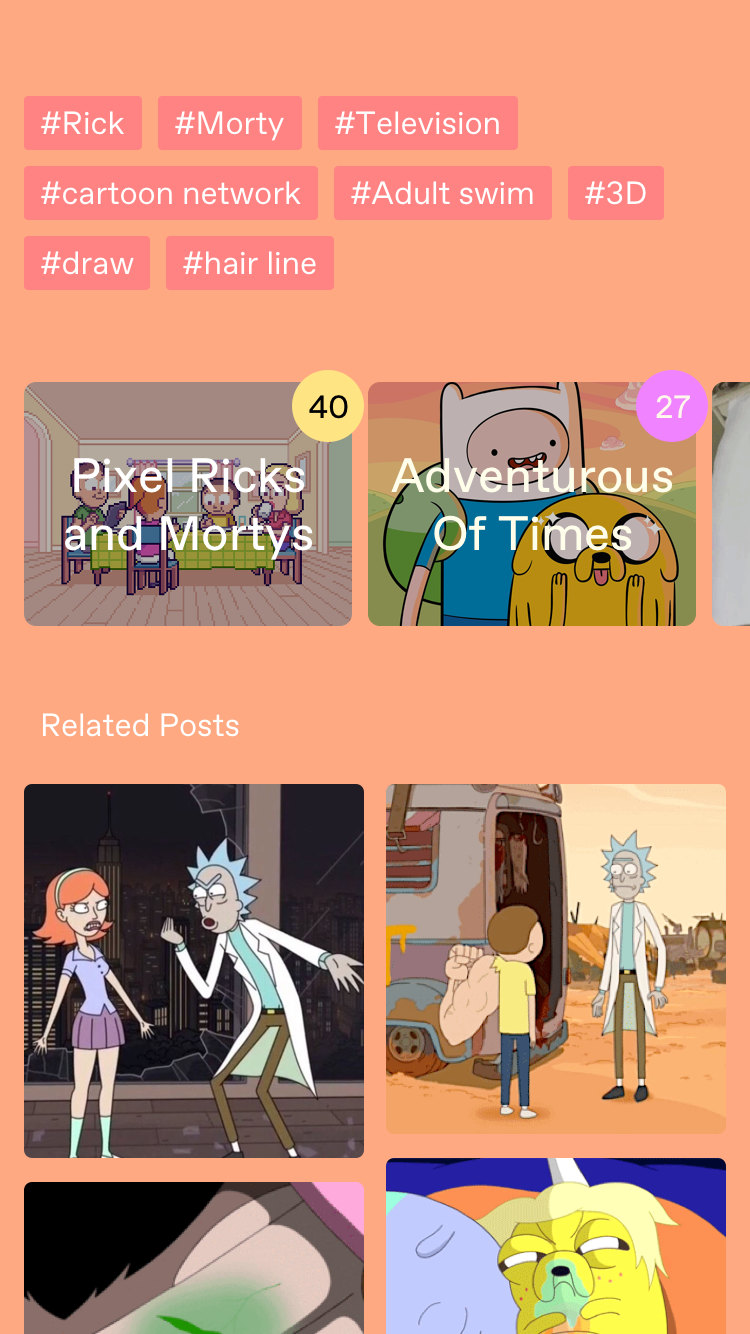 #Rick #Morty #Television
#cartoon network #Adult swim #3D
#draw #hair line
40
Pixel Ricks
and Mortys
27
Adventurous
Of Times
Related Posts